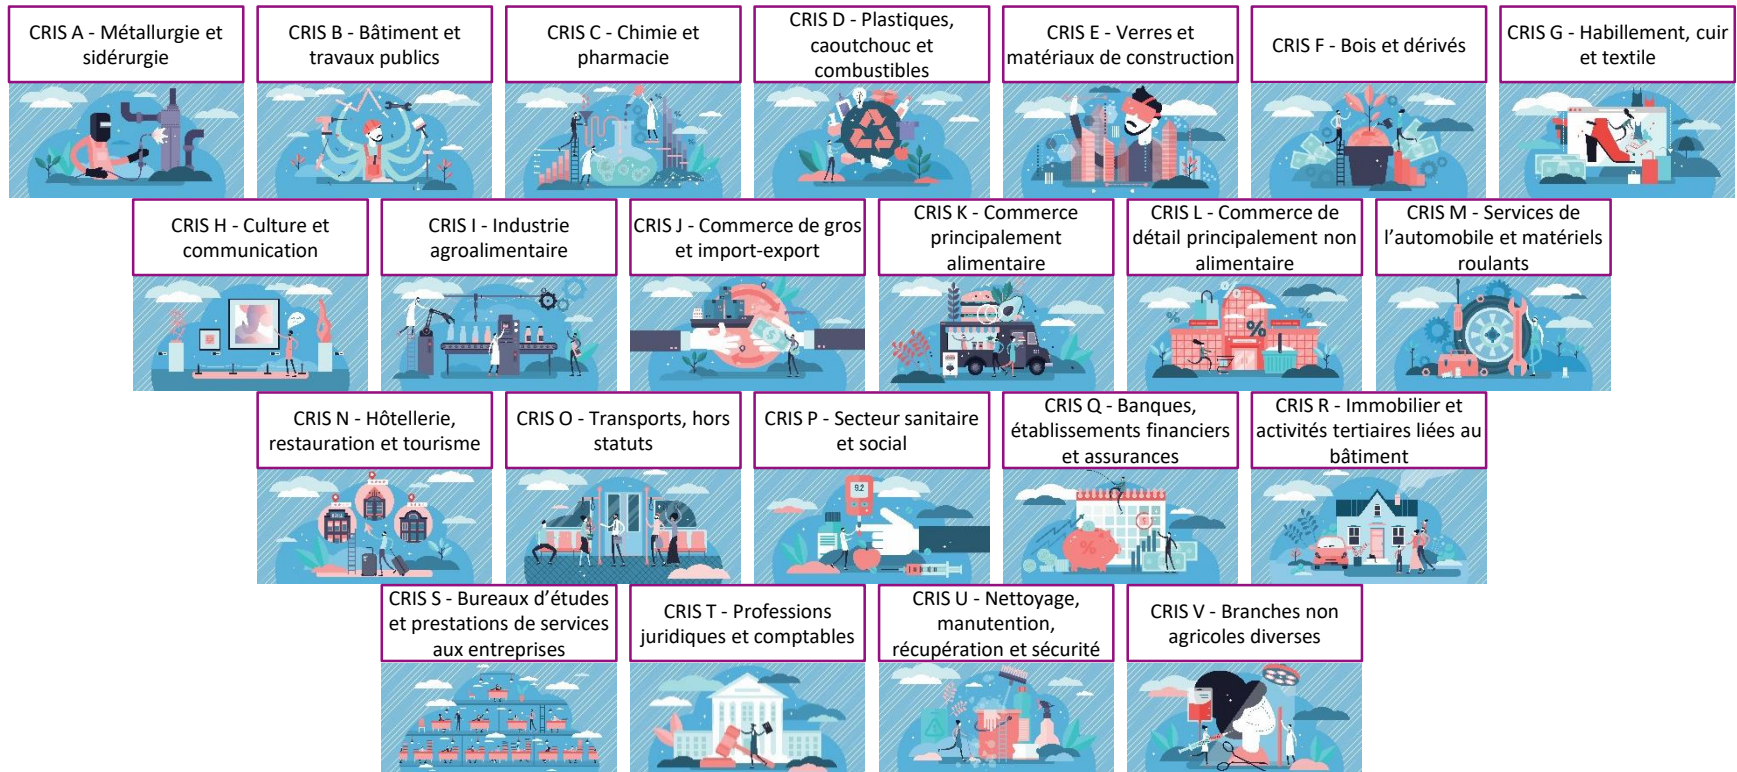 CRIS A - Métallurgie et
sidérurgie
CRIS B - Bâtiment et
travaux publics
CRIS C - Chimie et
pharmacie
CRIS D - Plastiques,
caoutchouc et
combustibles
CRIS E - Verres et
matériaux de construction
CRIS F - Bois et dérivés
CRIS G - Habillement, cuir
et textile
CRIS H - Culture et
communication
CRIS I - Industrie
agroalimentaire
CRIS J - Commerce de gros
et import-export
CRIS K - Commerce
principalement
alimentaire
CRIS L - Commerce de
détail principalement non
alimentaire
CRIS M - Services de
l’automobile et matériels
roulants
%
%
%
%
CRIS N - Hôtellerie,
restauration et tourisme
CRIS O - Transports, hors
statuts
CRIS P - Secteur sanitaire
et social
CRIS Q - Banques,
établissements financiers
et assurances
CRIS R - Immobilier et
activités tertiaires liées au
bâtiment
9.2
$
%
CRIS S - Bureaux d’études
et prestations de services
aux entreprises
CRIS T - Professions
juridiques et comptables
CRIS U - Nettoyage,
manutention,
récupération et sécurité
CRIS V - Branches non
agricoles diverses